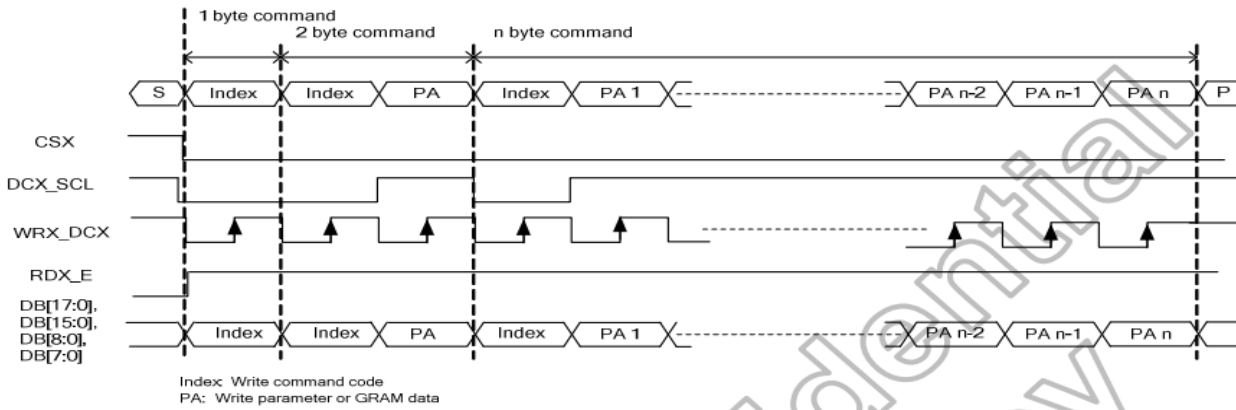 1 byte command
2 byte command n byte command
S Index Index PA Index PA 1 PA n-2 PA n-1 PA n P
CSX
DCX_SCL
WRX_DCX
RDX_E
DB[17:0],
DB[15:0],
DB[8:0],
DB[7:0]
Index Index PA Index PA 1 PA n-2 PA n-1 PA n
Index: Write command code
PA: Write parameter or GRAM data